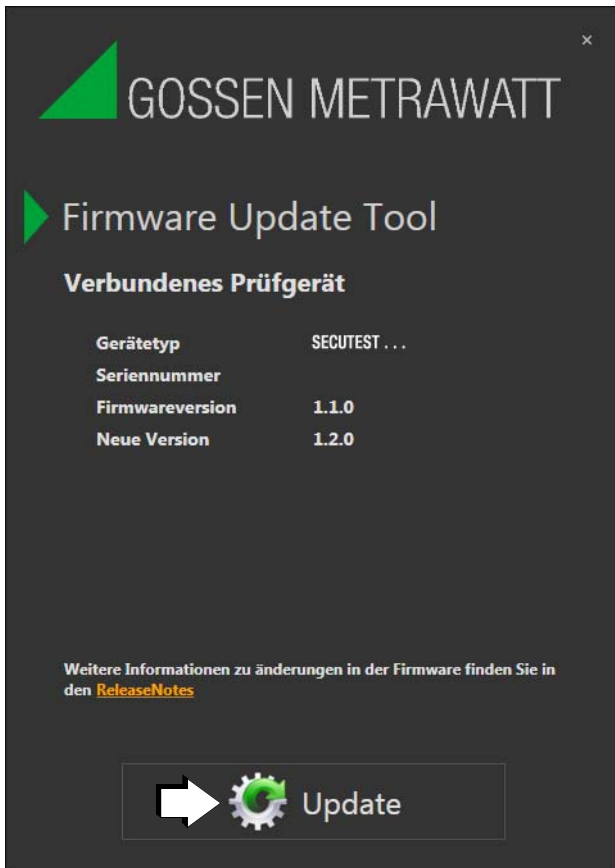 ×
GOSSEN METRAWATT
Firmware Update Tool
Verbundenes Prüfgerät
Gerätetyp SECUTEST . . .
Seriennummer
Firmwareversion 1.1.0
Neue Version 1.2.0
Weitere Informationen zu änderungen in der Firmware finden Sie in
den ReleaseNotes
Update